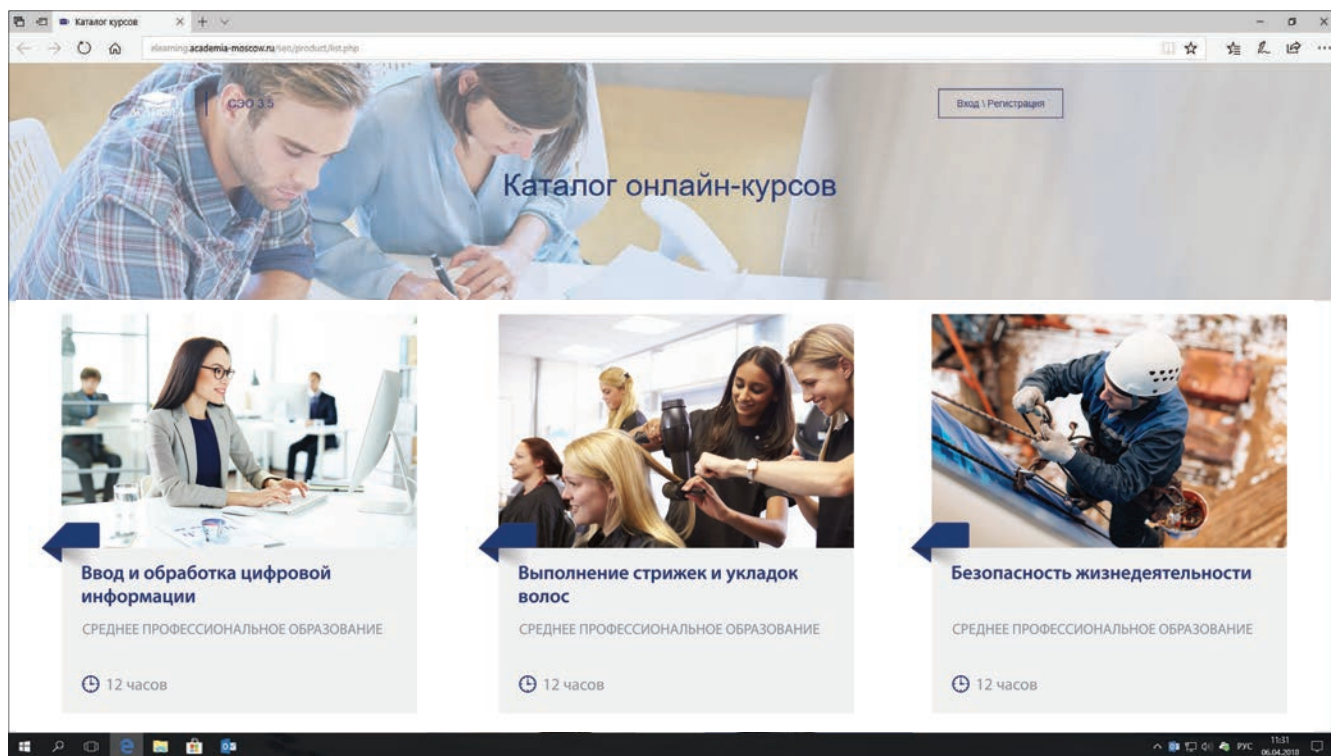 Каталог курсов
elearning.academia-moscow.ru/seo/product/list.php
СЭО 3.5
Вход \ Регистрация
Каталог онлайн-курсов
Ввод и обработка цифровой
информации
СРЕДНЕЕ ПРОФЕССИОНАЛЬНОЕ ОБРАЗОВАНИЕ
12 часов
Выполнение стрижек и укладок
волос
СРЕДНЕЕ ПРОФЕССИОНАЛЬНОЕ ОБРАЗОВАНИЕ
12 часов
Безопасность жизнедеятельности
СРЕДНЕЕ ПРОФЕССИОНАЛЬНОЕ ОБРАЗОВАНИЕ
12 часов
РУС
11:31
06.04.2018